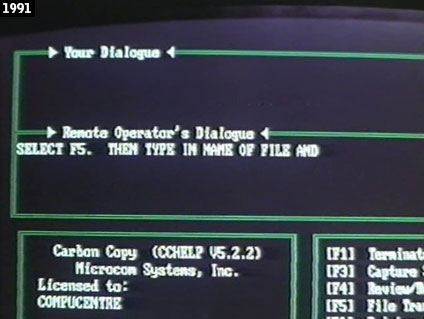 1991
Your Dialogue
Remote Operator's Dialogue
SELECT F5.  THEN TYPE IN NAME OF FILE AND
Carbon Copy (CCHELP V5.2.2)
Microcom Systems, Inc.
Licensed to:
COMPUCENTRE
[F1] Terminat
[F3] Capture S
[F4] Review/R
[F5] File Tra